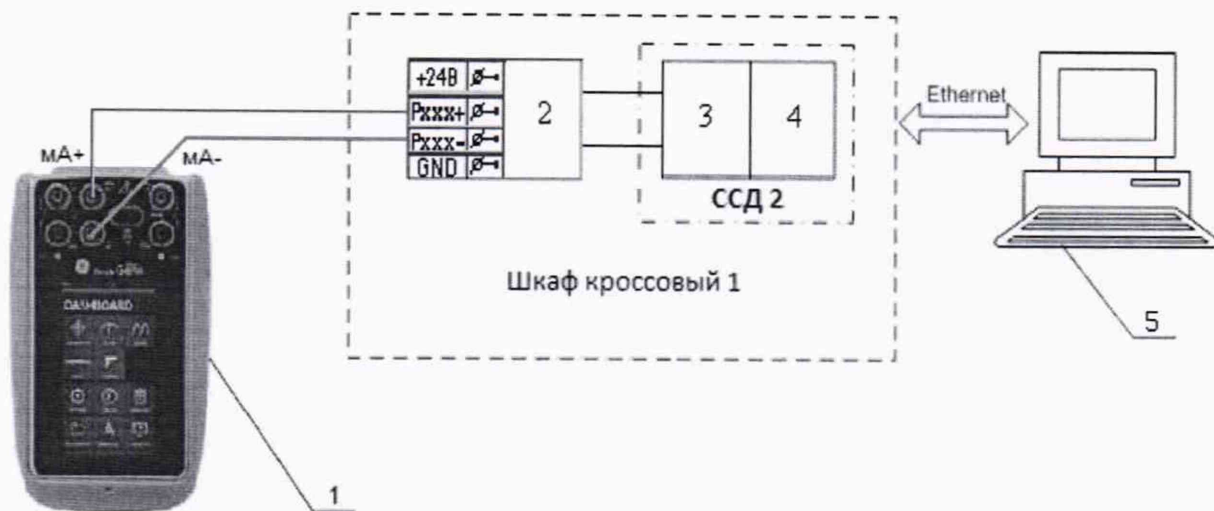 +24В
Рxxx+
Рxxx-
GND
2
3
4
ССД 2
Ethernet
мА+
мА-
Шкаф кроссовый 1
DASHBOARD
5
1